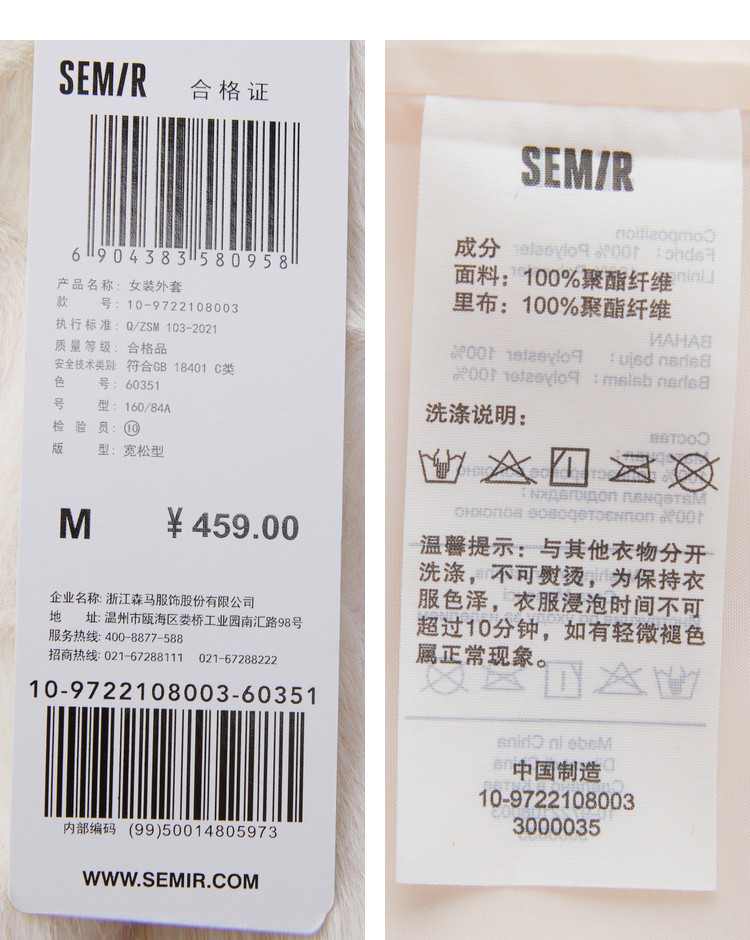 SEMIR
合格证
6 904383 580958
产品名称: 女装外套
款 号: 10-9722108003
执行标准: Q/ZSM 103-2021
质量等级: 合格品
安全技术类别: 符合GB 18401 C类
色 号: 60351
号 型: 160/84A
检 验 员: ⑩
版 型: 宽松型
M ¥459.00
企业名称: 浙江森马服饰股份有限公司
地 址: 温州市瓯海区娄桥工业园南汇路98号
服务热线: 400-8877-588
招商热线: 021-67288111 021-67288222
10-9722108003-60351
内部编码 (99)50014805973
WWW.SEMIR.COM
SEMIR
成分
面料: 100%聚酯纤维
里布: 100%聚酯纤维
洗涤说明:
温馨提示: 与其他衣物分开
洗涤，不可熨烫，为保持衣
服色泽，衣服浸泡时间不可
超过10分钟，如有轻微褪色
属正常现象。
中国制造
10-9722108003
3000035